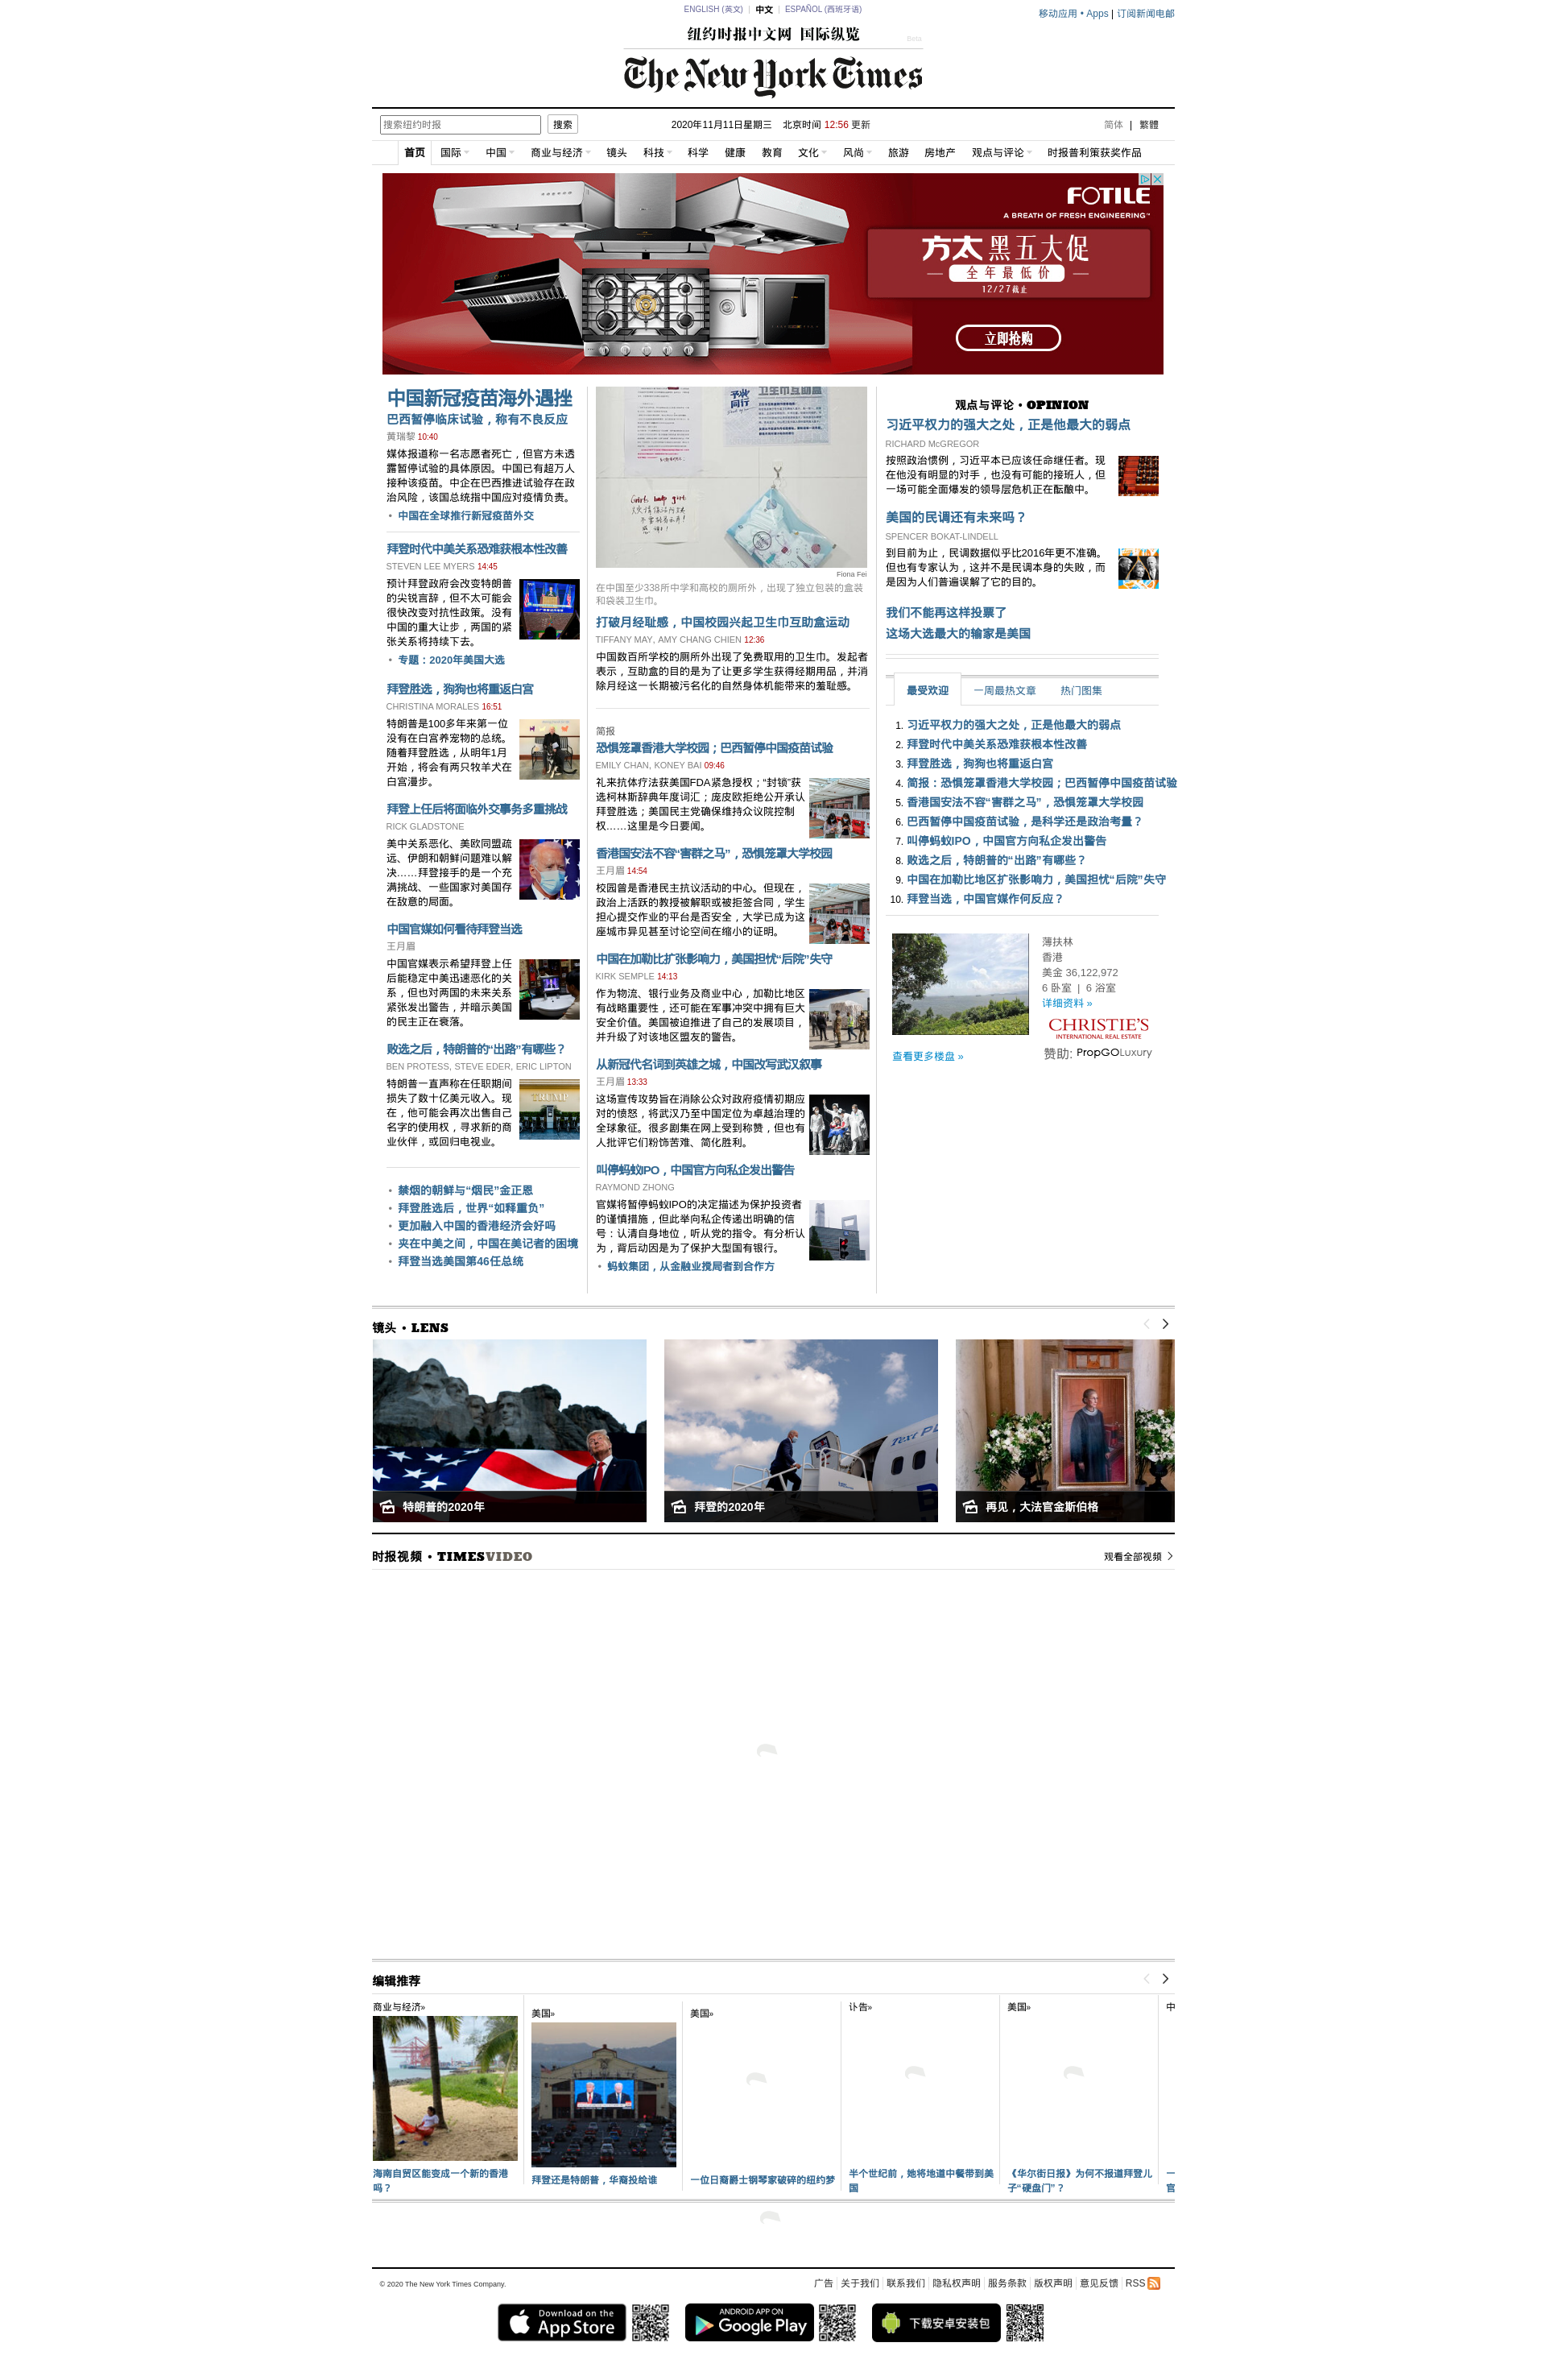 ENGLISH (英文) | 中文 | ESPAÑOL (西班牙语)
移动应用 • Apps | 订阅新闻电邮
纽约时报中文网 国际纵览
Beta
The New York Times
搜索纽约时报 搜索
2020年11月11日星期三 北京时间 12:56 更新
简体 | 繁體
首页 国际 中国 商业与经济 镜头 科技 科学 健康 教育 文化 风尚 旅游 房地产 观点与评论 时报普利策获奖作品
FOTILE
A BREATH OF FRESH ENGINEERING™
方太黑五大促
全年最低价
12/27截止
立即抢购
中国新冠疫苗海外遇挫
巴西暂停临床试验，称有不良反应
黄瑞黎 10:40
媒体报道称一名志愿者死亡，但官方未透
露暂停试验的具体原因。中国已有超万人
接种该疫苗。中企在巴西推进试验存在政
治风险，该国总统指中国应对疫情负责。
• 中国在全球推行新冠疫苗外交
拜登时代中美关系恐难获根本性改善
STEVEN LEE MYERS 14:45
预计拜登政府会改变特朗普
的尖锐言辞，但不太可能会
很快改变对抗性政策。没有
中国的重大让步，两国的紧
张关系将持续下去。
• 专题：2020年美国大选
拜登胜选，狗狗也将重返白宫
CHRISTINA MORALES 16:51
特朗普是100多年来第一位
没有在白宫养宠物的总统。
随着拜登胜选，从明年1月
开始，将会有两只牧羊犬在
白宫漫步。
拜登上任后将面临外交事务多重挑战
RICK GLADSTONE
美中关系恶化、美欧同盟疏
远、伊朗和朝鲜问题难以解
决……拜登接手的是一个充
满挑战、一些国家对美国存
在敌意的局面。
中国官媒如何看待拜登当选
王月眉
中国官媒表示希望拜登上任
后能稳定中美迅速恶化的关
系，但也对两国的未来关系
紧张发出警告，并暗示美国
的民主正在衰落。
败选之后，特朗普的“出路”有哪些？
BEN PROTESS, STEVE EDER, ERIC LIPTON
特朗普一直声称在任职期间
损失了数十亿美元收入。现
在，他可能会再次出售自己
名字的使用权，寻求新的商
业伙伴，或回归电视业。
TRUMP
• 禁烟的朝鲜与“烟民”金正恩
• 拜登胜选后，世界“如释重负”
• 更加融入中国的香港经济会好吗
• 夹在中美之间，中国在美记者的困境
• 拜登当选美国第46任总统
卫生巾互助盒
予此同行
Girls help girls
Fiona Fei
在中国至少338所中学和高校的厕所外，出现了独立包装的盒装
和袋装卫生巾。
打破月经耻感，中国校园兴起卫生巾互助盒运动
TIFFANY MAY, AMY CHANG CHIEN 12:36
中国数百所学校的厕所外出现了免费取用的卫生巾。发起者
表示，互助盒的目的是为了让更多学生获得经期用品，并消
除月经这一长期被污名化的自然身体机能带来的羞耻感。
简报
恐惧笼罩香港大学校园；巴西暂停中国疫苗试验
EMILY CHAN, KONEY BAI 09:46
礼来抗体疗法获美国FDA紧急授权；“封锁”获
选柯林斯辞典年度词汇；庞皮欧拒绝公开承认
拜登胜选；美国民主党确保维持众议院控制
权……这里是今日要闻。
香港国安法不容“害群之马”，恐惧笼罩大学校园
王月眉 14:54
校园曾是香港民主抗议活动的中心。但现在，
政治上活跃的教授被解职或被拒签合同，学生
担心提交作业的平台是否安全，大学已成为这
座城市异见甚至讨论空间在缩小的证明。
中国在加勒比扩张影响力，美国担忧“后院”失守
KIRK SEMPLE 14:13
作为物流、银行业务及商业中心，加勒比地区
有战略重要性，还可能在军事冲突中拥有巨大
安全价值。美国被迫推进了自己的发展项目，
并升级了对该地区盟友的警告。
从新冠代名词到英雄之城，中国改写武汉叙事
王月眉 13:33
这场宣传攻势旨在消除公众对政府疫情初期应
对的愤怒，将武汉乃至中国定位为卓越治理的
全球象征。很多剧集在网上受到称赞，但也有
人批评它们粉饰苦难、简化胜利。
叫停蚂蚁IPO，中国官方向私企发出警告
RAYMOND ZHONG
官媒将暂停蚂蚁IPO的决定描述为保护投资者
的谨慎措施，但此举向私企传递出明确的信
号：认清自身地位，听从党的指令。有分析认
为，背后动因是为了保护大型国有银行。
• 蚂蚁集团，从金融业搅局者到合作方
观点与评论 • OPINION
习近平权力的强大之处，正是他最大的弱点
RICHARD McGREGOR
按照政治惯例，习近平本已应该任命继任者。现
在他没有明显的对手，也没有可能的接班人，但
一场可能全面爆发的领导层危机正在酝酿中。
美国的民调还有未来吗？
SPENCER BOKAT-LINDELL
到目前为止，民调数据似乎比2016年更不准确。
但也有专家认为，这并不是民调本身的失败，而
是因为人们普遍误解了它的目的。
我们不能再这样投票了
这场大选最大的输家是美国
最受欢迎 一周最热文章 热门图集
1. 习近平权力的强大之处，正是他最大的弱点
2. 拜登时代中美关系恐难获根本性改善
3. 拜登胜选，狗狗也将重返白宫
4. 简报：恐惧笼罩香港大学校园；巴西暂停中国疫苗试验
5. 香港国安法不容“害群之马”，恐惧笼罩大学校园
6. 巴西暂停中国疫苗试验，是科学还是政治考量？
7. 叫停蚂蚁IPO，中国官方向私企发出警告
8. 败选之后，特朗普的“出路”有哪些？
9. 中国在加勒比地区扩张影响力，美国担忧“后院”失守
10. 拜登当选，中国官媒作何反应？
薄扶林
香港
美金 36,122,972
6 卧室 | 6 浴室
详细资料 »
CHRISTIE'S
INTERNATIONAL REAL ESTATE
查看更多楼盘 »
赞助: PropGOLuxury
镜头 • LENS
特朗普的2020年
拜登的2020年
再见，大法官金斯伯格
时报视频 • TIMESVIDEO
观看全部视频
编辑推荐
商业与经济»
海南自贸区能变成一个新的香港
吗？
美国»
拜登还是特朗普，华裔投给谁
美国»
一位日裔爵士钢琴家破碎的纽约梦
讣告»
半个世纪前，她将地道中餐带到美
国
美国»
《华尔街日报》为何不报道拜登儿
子“硬盘门”？
中
一
官
© 2020 The New York Times Company.
广告 关于我们 联系我们 隐私权声明 服务条款 版权声明 意见反馈 RSS
Download on the
App Store
ANDROID APP ON
Google Play
下载安卓安装包